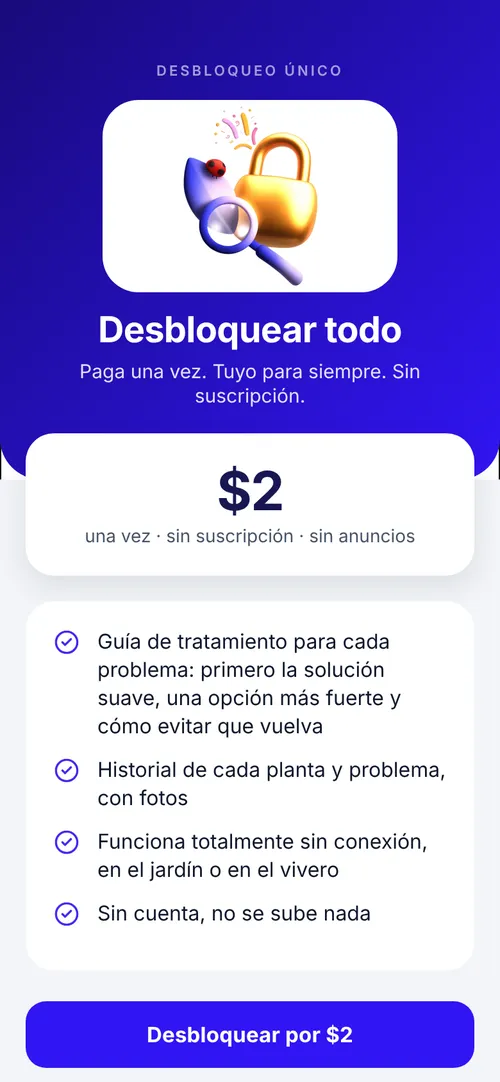 DESBLOQUEO ÚNICO
Desbloquear todo
Paga una vez. Tuyo para siempre. Sin
suscripción.
$2
una vez · sin suscripción · sin anuncios
Guía de tratamiento para cada
problema: primero la solución
suave, una opción más fuerte y
cómo evitar que vuelva
Historial de cada planta y problema,
con fotos
Funciona totalmente sin conexión,
en el jardín o en el vivero
Sin cuenta, no se sube nada
Desbloquear por $2